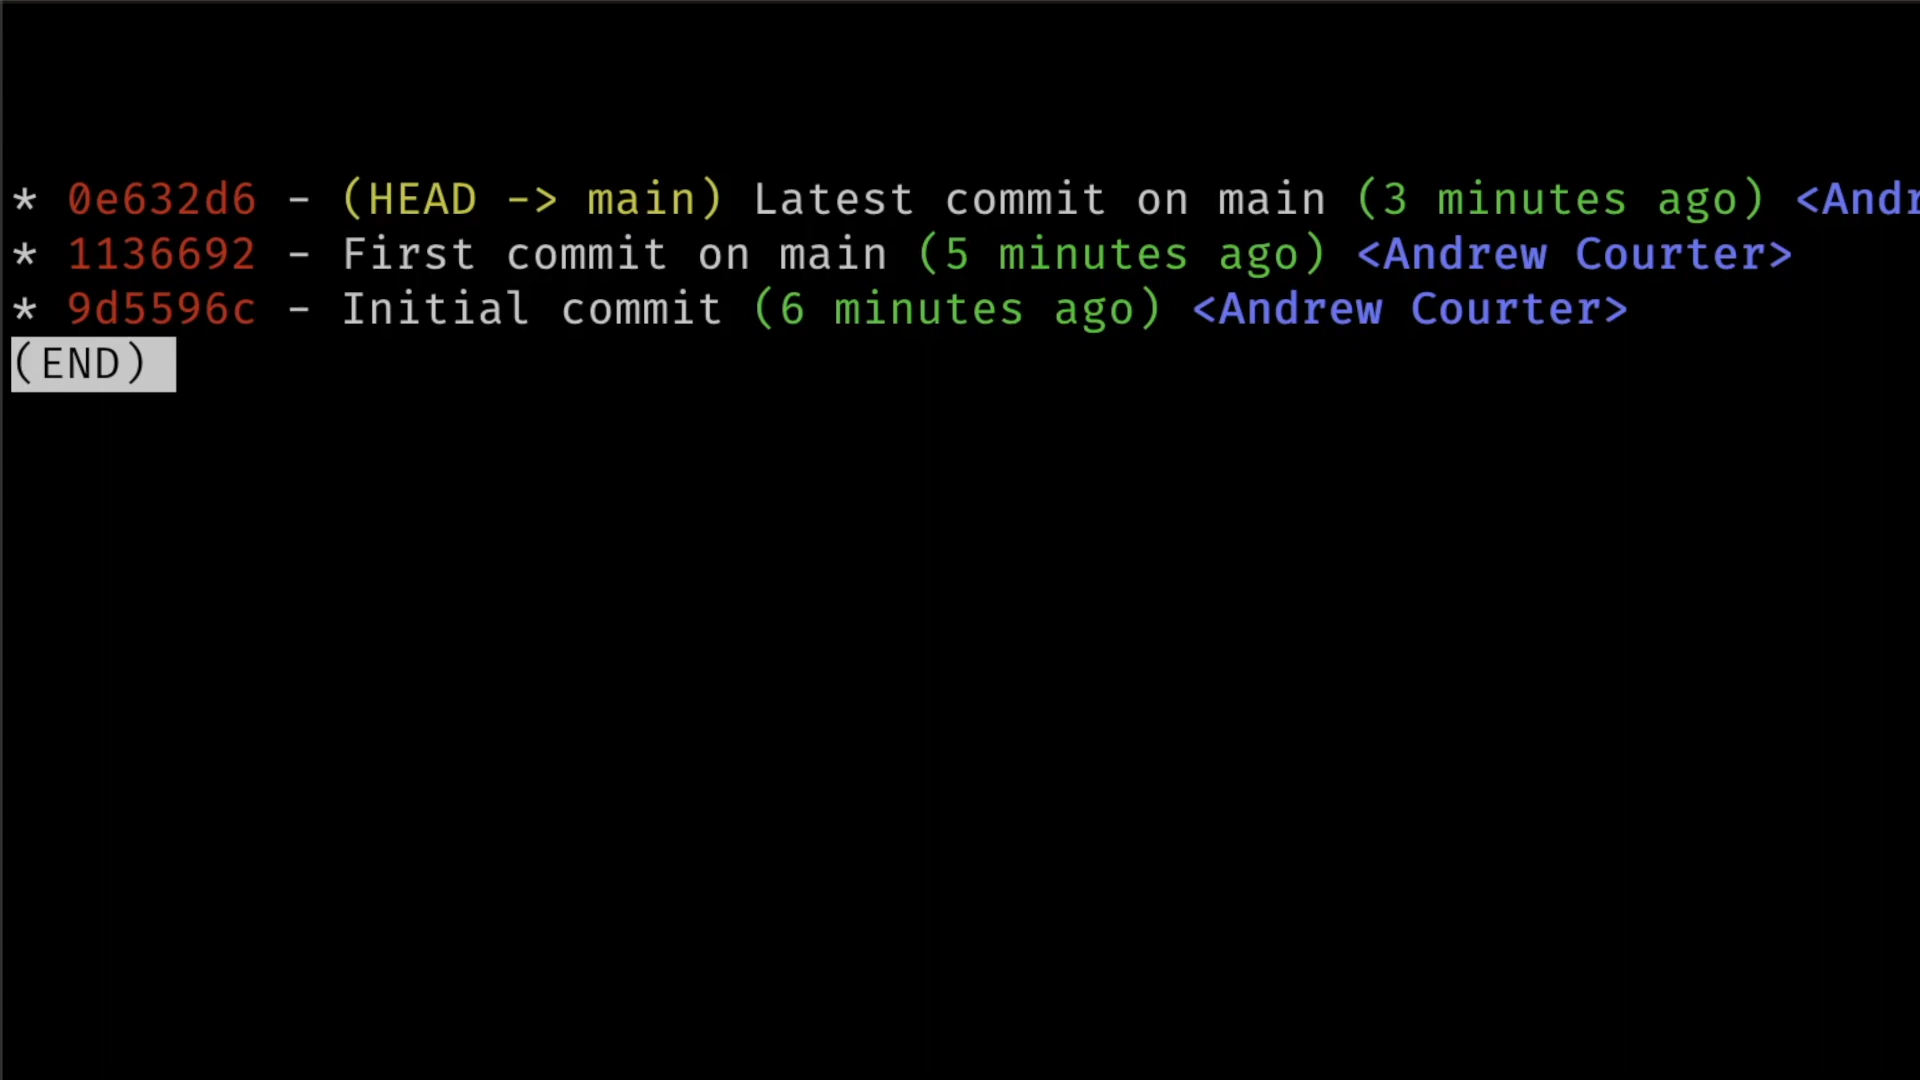 * 0e632d6 - (HEAD -> main) Latest commit on main (3 minutes ago) <Andr
* 1136692 - First commit on main (5 minutes ago) <Andrew Courter>
* 9d5596c - Initial commit (6 minutes ago) <Andrew Courter>
(END)